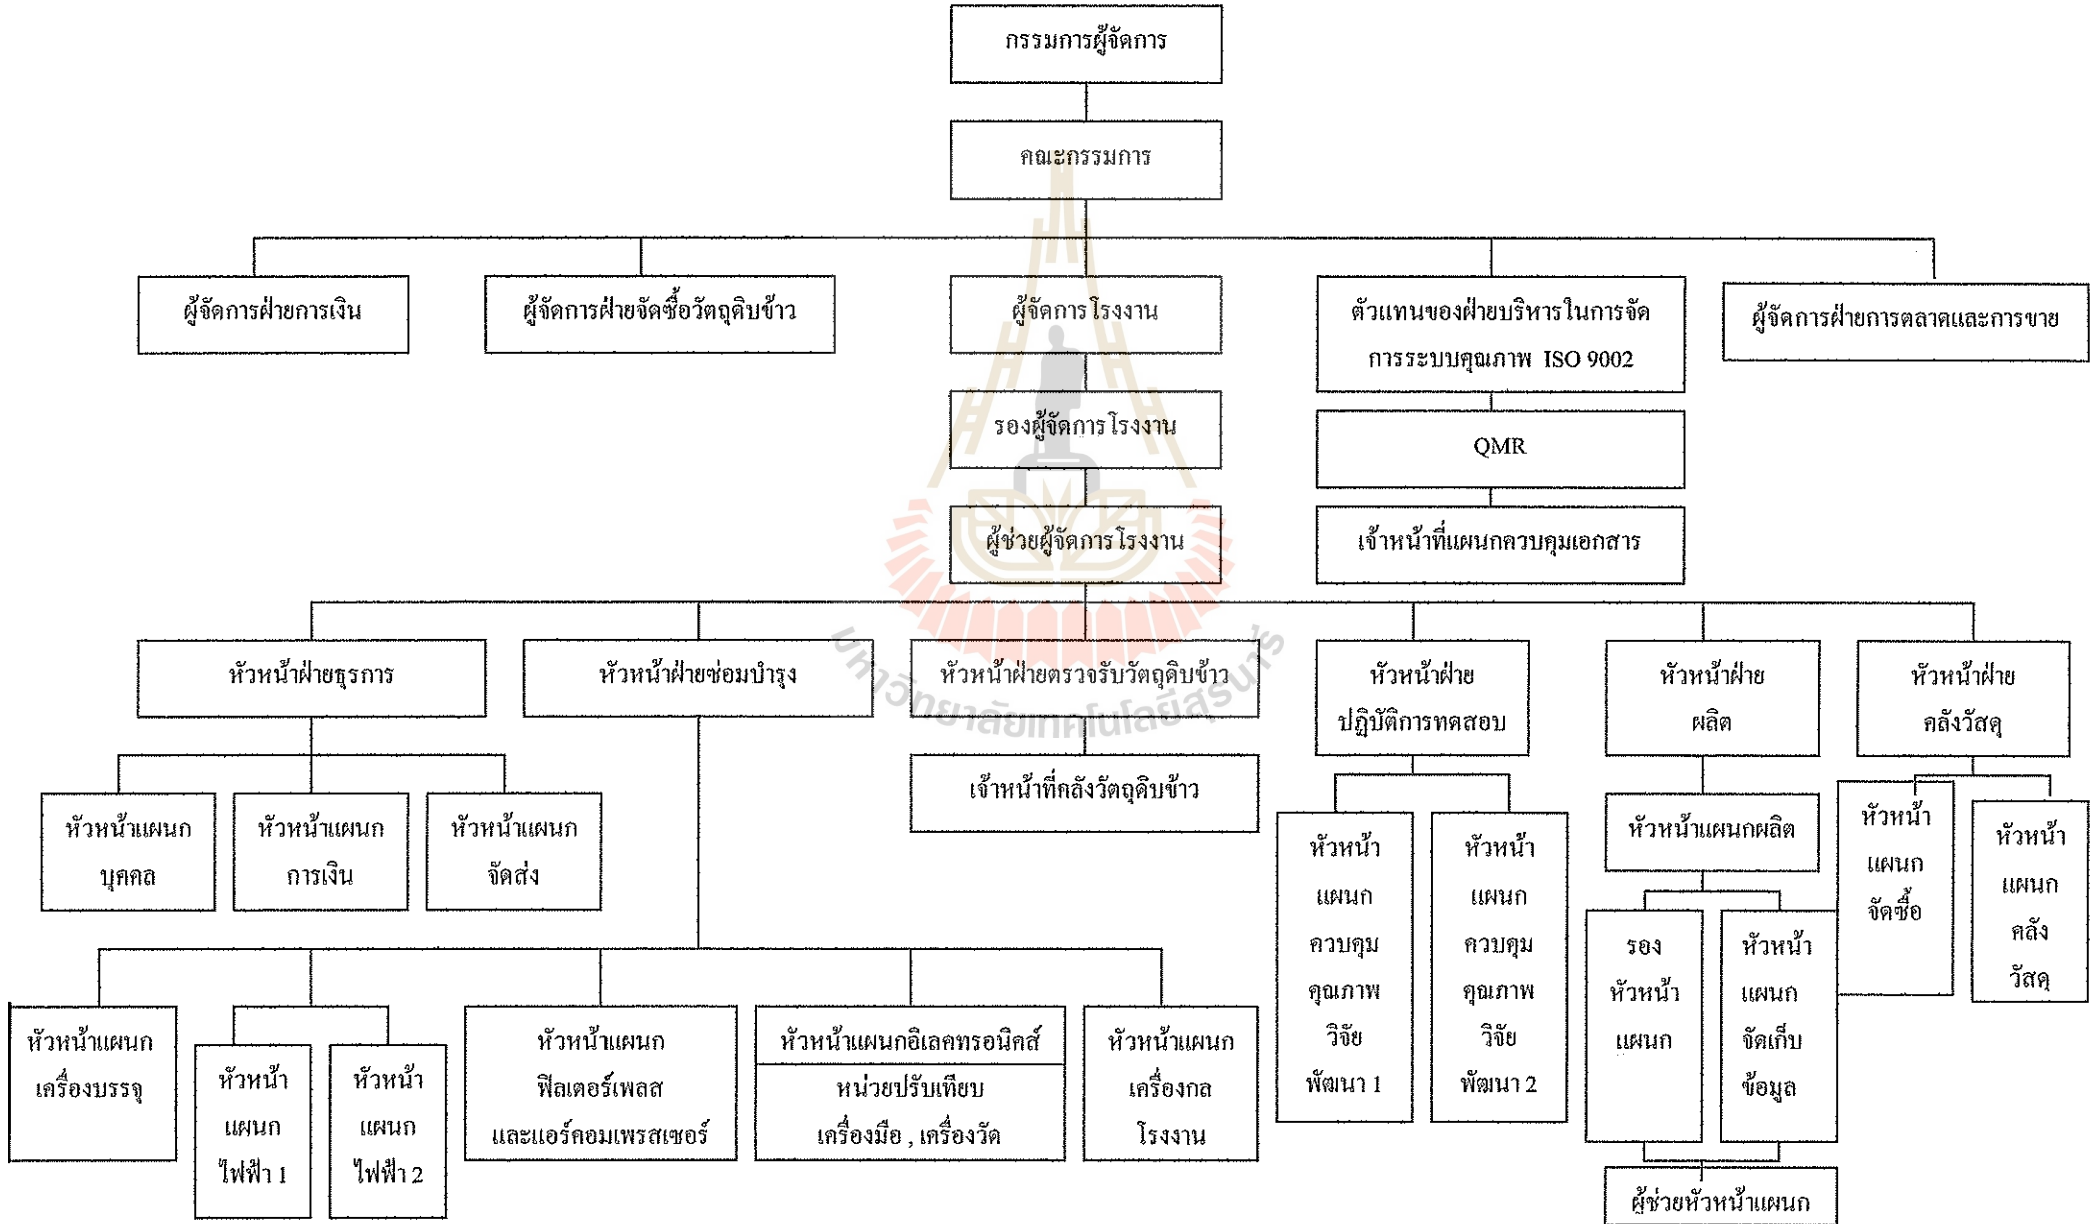 กรรมการผู้จัดการ
คณะกรรมการ
ผู้จัดการฝ่ายการเงิน
ผู้จัดการฝ่ายจัดซื้อวัตถุดิบข้าว
ผู้จัดการโรงงาน
ตัวแทนของฝ่ายบริหารในการจัด
การระบบคุณภาพ ISO 9002
ผู้จัดการฝ่ายการตลาดและการขาย
รองผู้จัดการโรงงาน
QMR
ผู้ช่วยผู้จัดการโรงงาน
เจ้าหน้าที่แผนกควบคุมเอกสาร
หัวหน้าฝ่ายธุรการ
หัวหน้าฝ่ายซ่อมบำรุง
หัวหน้าฝ่ายตรวจรับวัตถุดิบข้าว
หัวหน้าฝ่าย
ปฏิบัติการทดสอบ
หัวหน้าฝ่าย
ผลิต
หัวหน้าฝ่าย
คลังวัสดุ
มหาวิทยาลัยเทคโนโลยีสุรนารี
หัวหน้าแผนก
บุคคล
หัวหน้าแผนก
การเงิน
หัวหน้าแผนก
จัดส่ง
เจ้าหน้าที่คลังวัตถุดิบข้าว
หัวหน้า
แผนก
ควบคุม
คุณภาพ
วิจัย
พัฒนา 1
หัวหน้า
แผนก
ควบคุม
คุณภาพ
วิจัย
พัฒนา 2
หัวหน้าแผนกผลิต
หัวหน้า
แผนก
จัดซื้อ
หัวหน้า
แผนก
คลัง
วัสดุ
รอง
หัวหน้า
แผนก
หัวหน้า
แผนก
จัดเก็บ
ข้อมูล
หัวหน้าแผนก
เครื่องบรรจุ
หัวหน้า
แผนก
ไฟฟ้า 1
หัวหน้า
แผนก
ไฟฟ้า 2
หัวหน้าแผนก
ฟิลเตอร์เพลส
และแอร์คอมเพรสเซอร์
หัวหน้าแผนกอิเลคทรอนิคส์
หน่วยปรับเทียบ
เครื่องมือ , เครื่องวัด
หัวหน้าแผนก
เครื่องกล
โรงงาน
ผู้ช่วยหัวหน้าแผนก